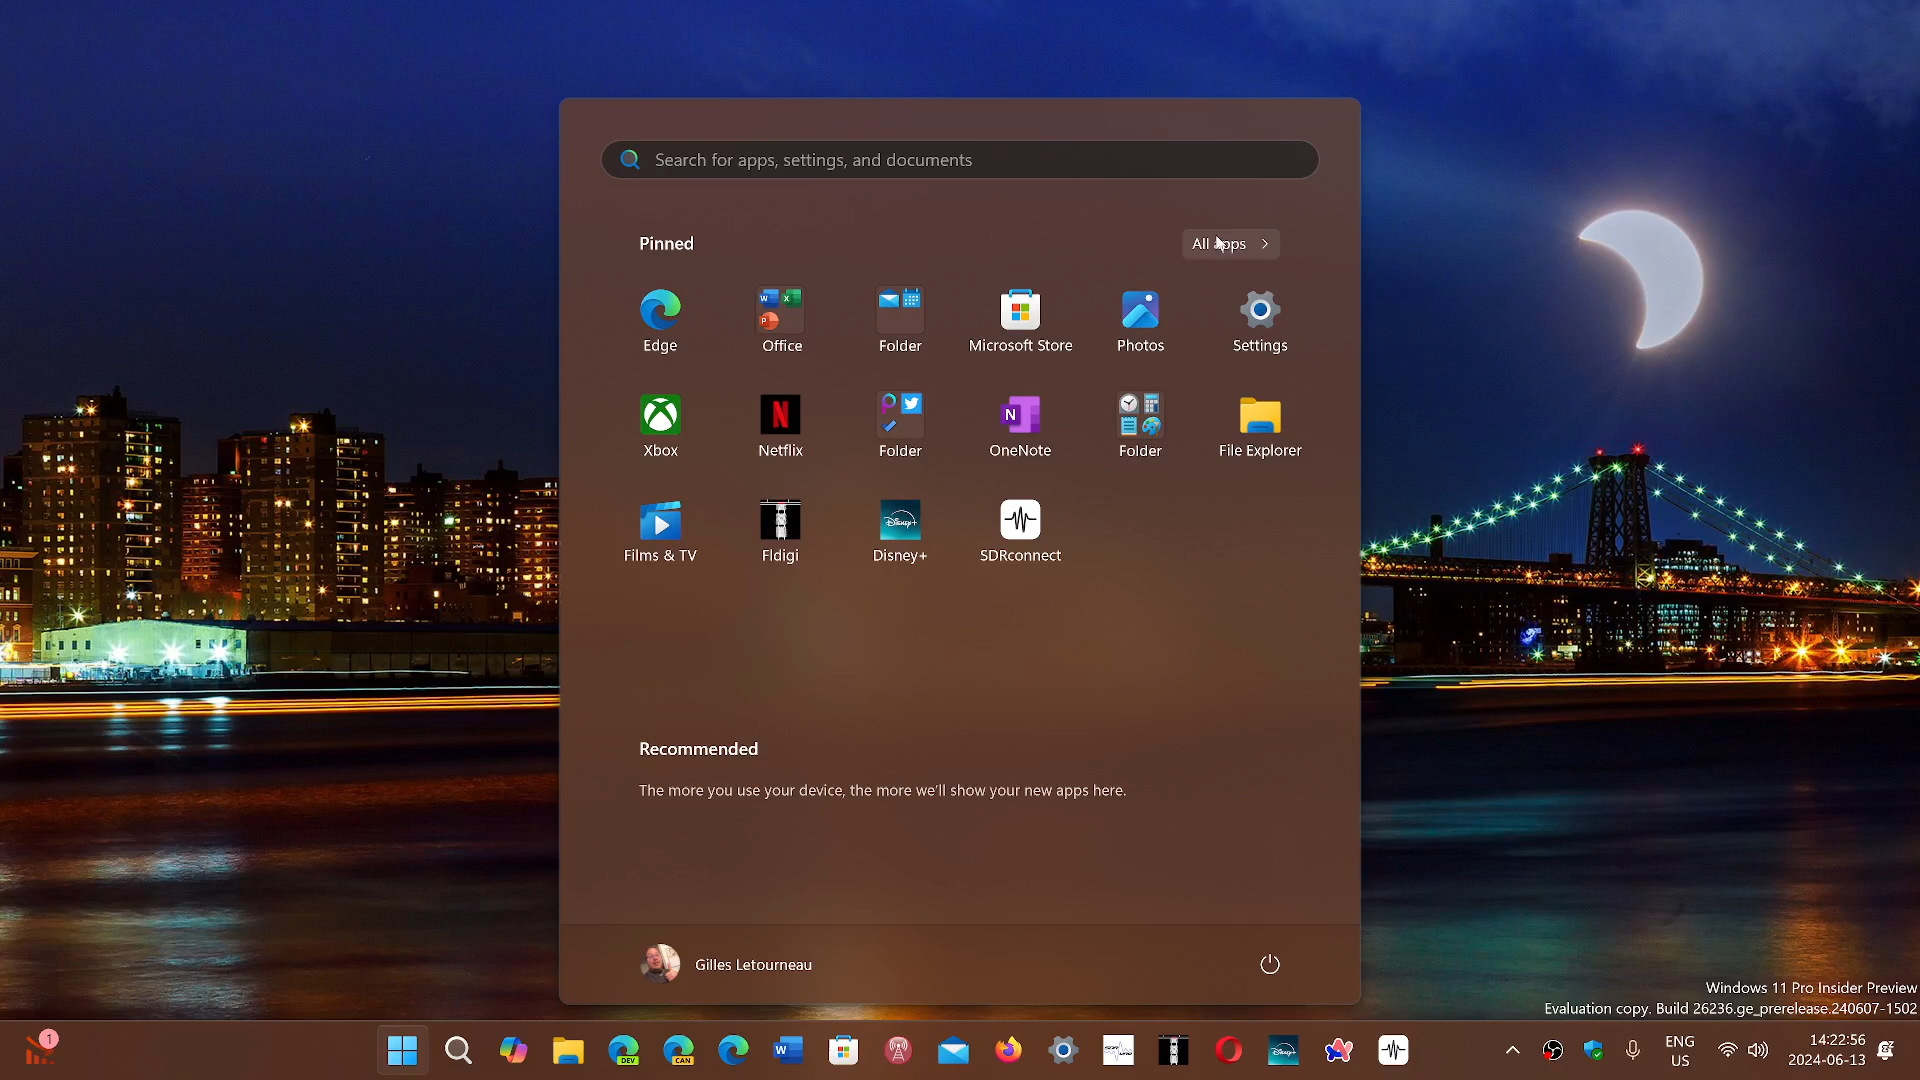 Search for apps, settings, and documents
Pinned
All apps
Edge
Office
Folder
Microsoft Store
Photos
Settings
Xbox
Netflix
Folder
OneNote
Folder
File Explorer
Films & TV
Fldigi
Disney+
SDRconnect
Recommended
The more you use your device, the more we'll show your new apps here.
Gilles Letourneau
Windows 11 Pro Insider Preview
Evaluation copy. Build 26236.ge_prerelease.240607-1502
1
DEV
CAN
ENG
US
14:22:56
2024-06-13